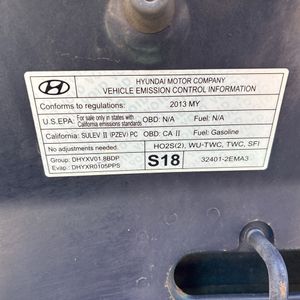 HYUNDAI MOTOR COMPANY
VEHICLE EMISSION CONTROL INFORMATION
Conforms to regulations: 2013 MY
U.S.EPA: For sale only in states with California emissions standards OBD: N/A Fuel: N/A
California: SULEV II (PZEV) PC OBD: CA II Fuel: Gasoline
No adjustments needed. HO2S(2), WU-TWC, TWC, SFI
Group: DHYXV01.8BDP S18 32401-2EMA3
Evap : DHYXR0105PPS